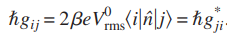 ħg_{ij} = 2βeV^0_{rms}⟨i|n̂|j⟩ = ħg^*_{ji}.